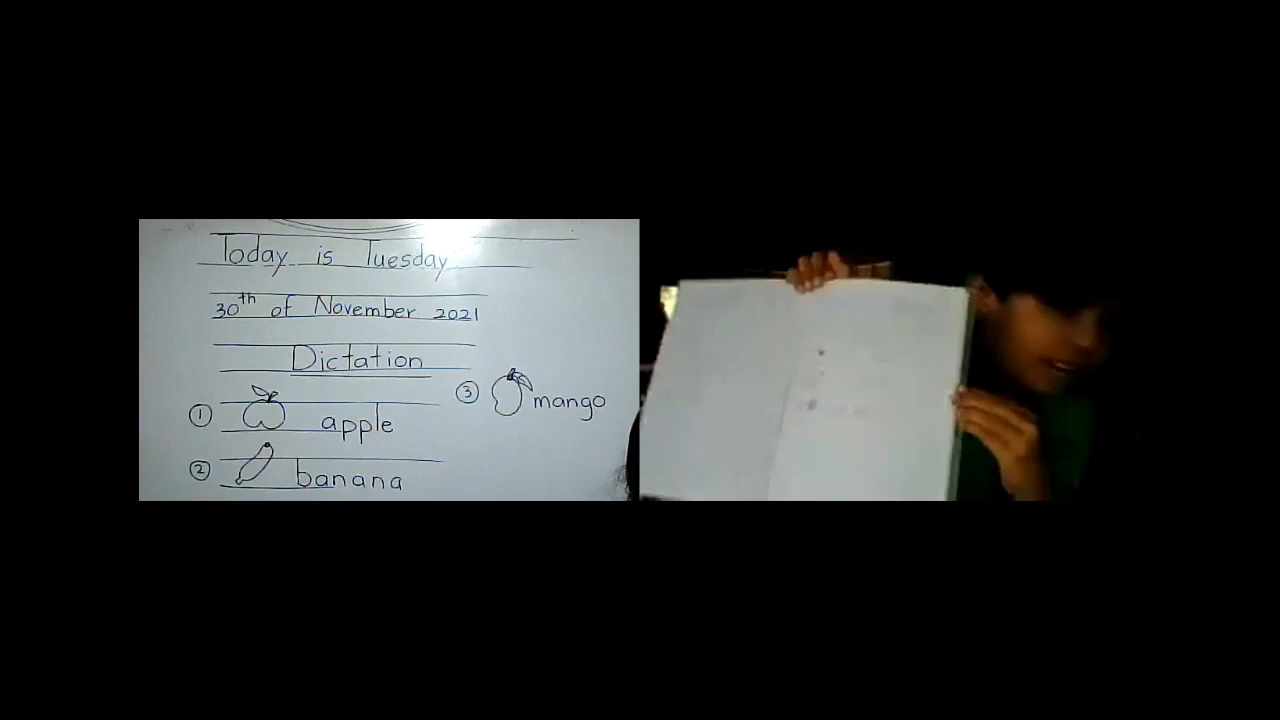 Today is Tuesday
30th of November 2021
Dictation
1 apple
2 banana
3 mango